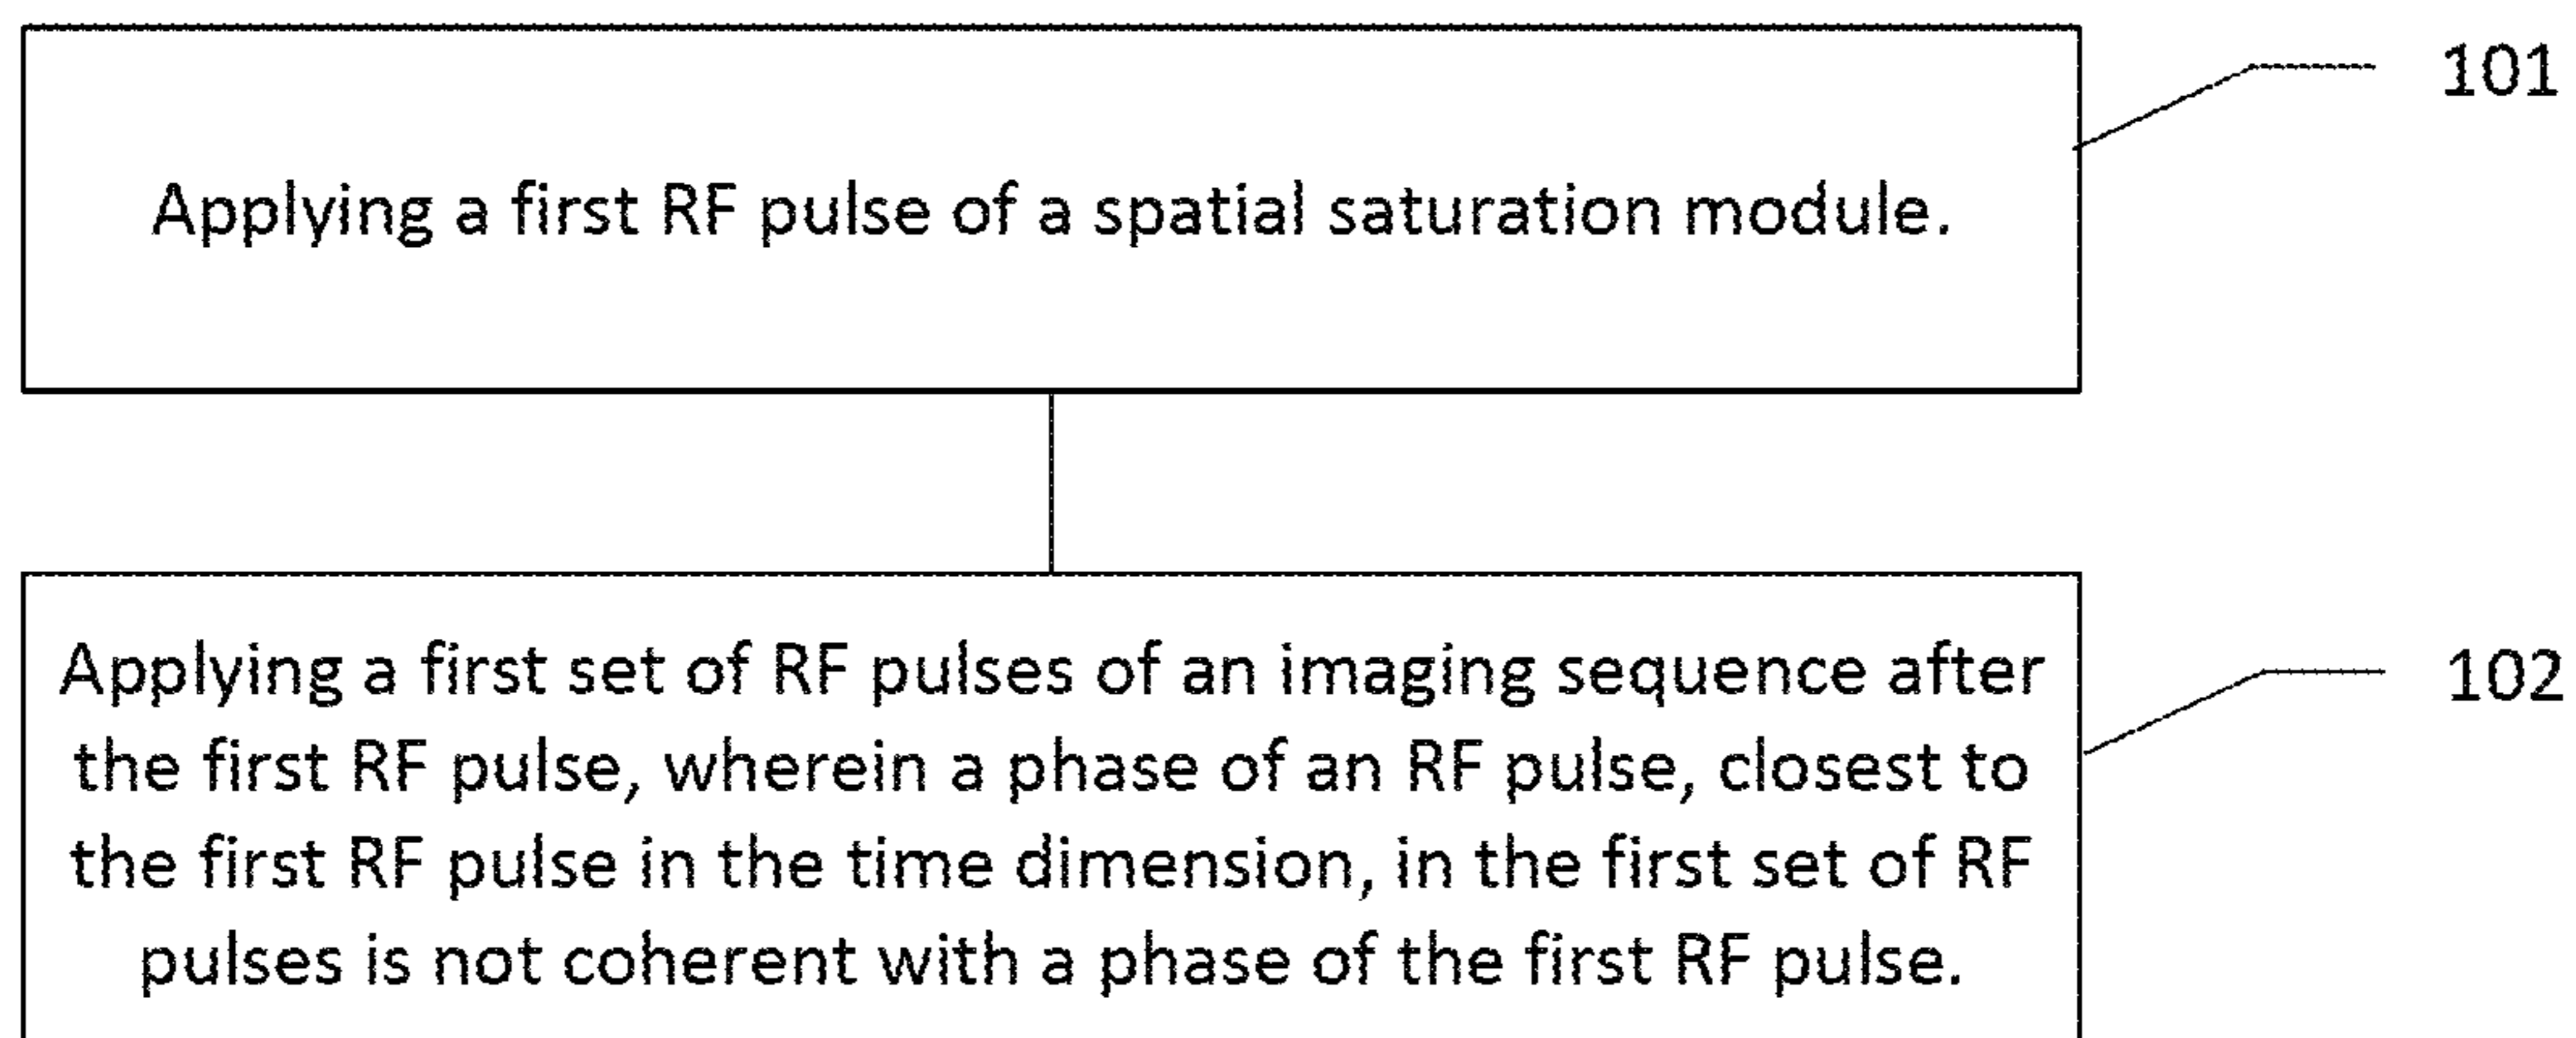 101
Applying a first RF pulse of a spatial saturation module.
Applying a first set of RF pulses of an imaging sequence after
102
the first RF pulse, wherein a phase of an RF pulse, closest to
the first RF pulse in the time dimension, in the first set of RF
pulses is not coherent with a phase of the first RF pulse.